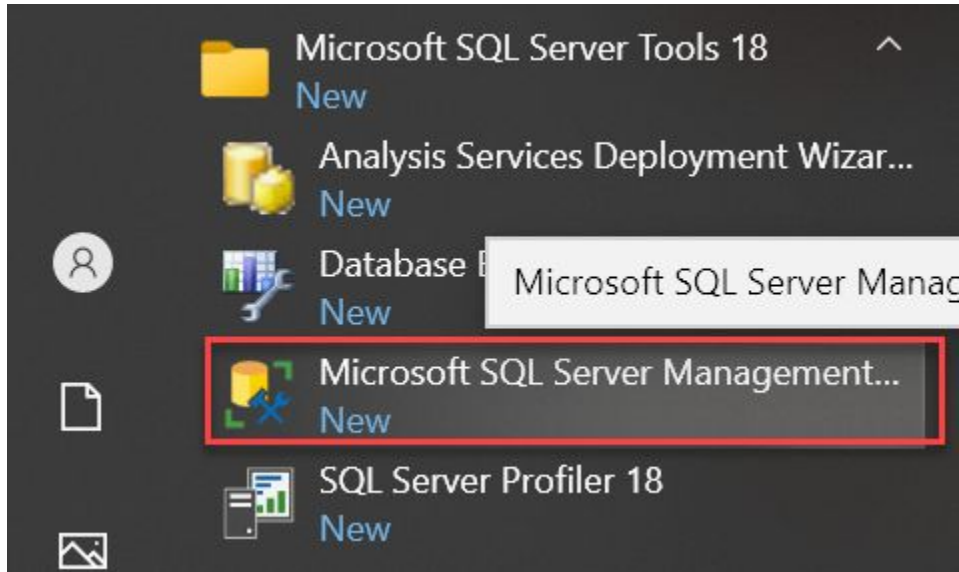 Microsoft SQL Server Tools 18
New
Analysis Services Deployment Wizar...
New
Database
Microsoft SQL Server Manag
New
Microsoft SQL Server Management...
New
SQL Server Profiler 18
New